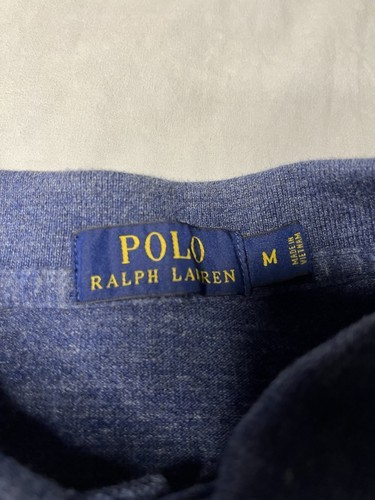 POLO
RALPH LAUREN
M
MADE IN
VIETNAM